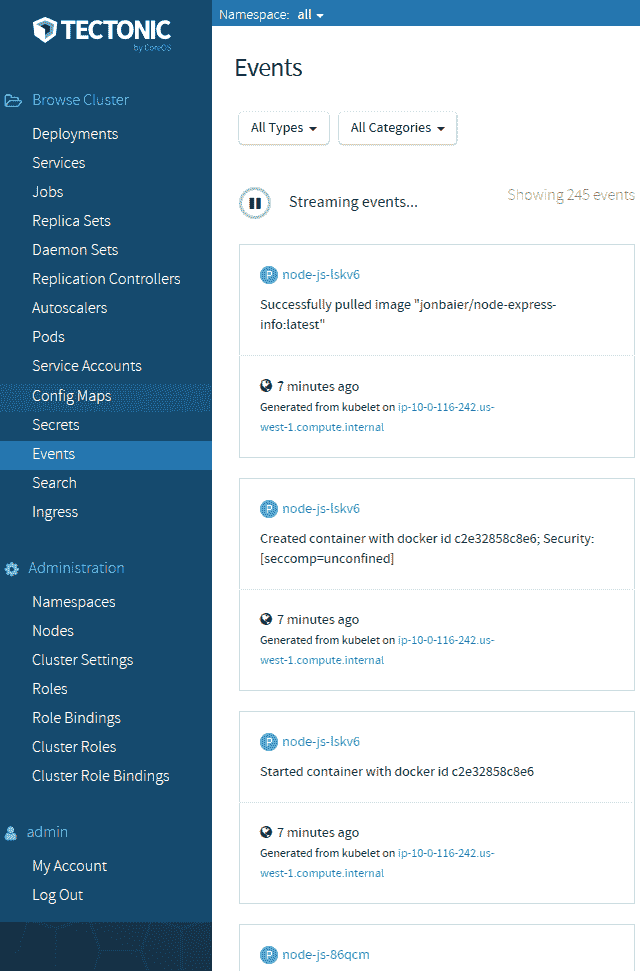 TECTONIC
by CoreOS
Browse Cluster
Deployments
Services
Jobs
Replica Sets
Daemon Sets
Replication Controllers
Autoscalers
Pods
Service Accounts
Config Maps
Secrets
Events
Search
Ingress
Administration
Namespaces
Nodes
Cluster Settings
Roles
Role Bindings
Cluster Roles
Cluster Role Bindings
admin
My Account
Log Out
Namespace: all
Events
All Types
All Categories
Streaming events...
Showing 245 events
P node-js-lskv6
Successfully pulled image "jonbaier/node-express-
info:latest"
7 minutes ago
Generated from kubelet on ip-10-0-116-242.us-
west-1.compute.internal
P node-js-lskv6
Created container with docker id c2e32858c8e6; Security:
[seccomp=unconfined]
7 minutes ago
Generated from kubelet on ip-10-0-116-242.us-
west-1.compute.internal
P node-js-lskv6
Started container with docker id c2e32858c8e6
7 minutes ago
Generated from kubelet on ip-10-0-116-242.us-
west-1.compute.internal
P node-js-86qcm